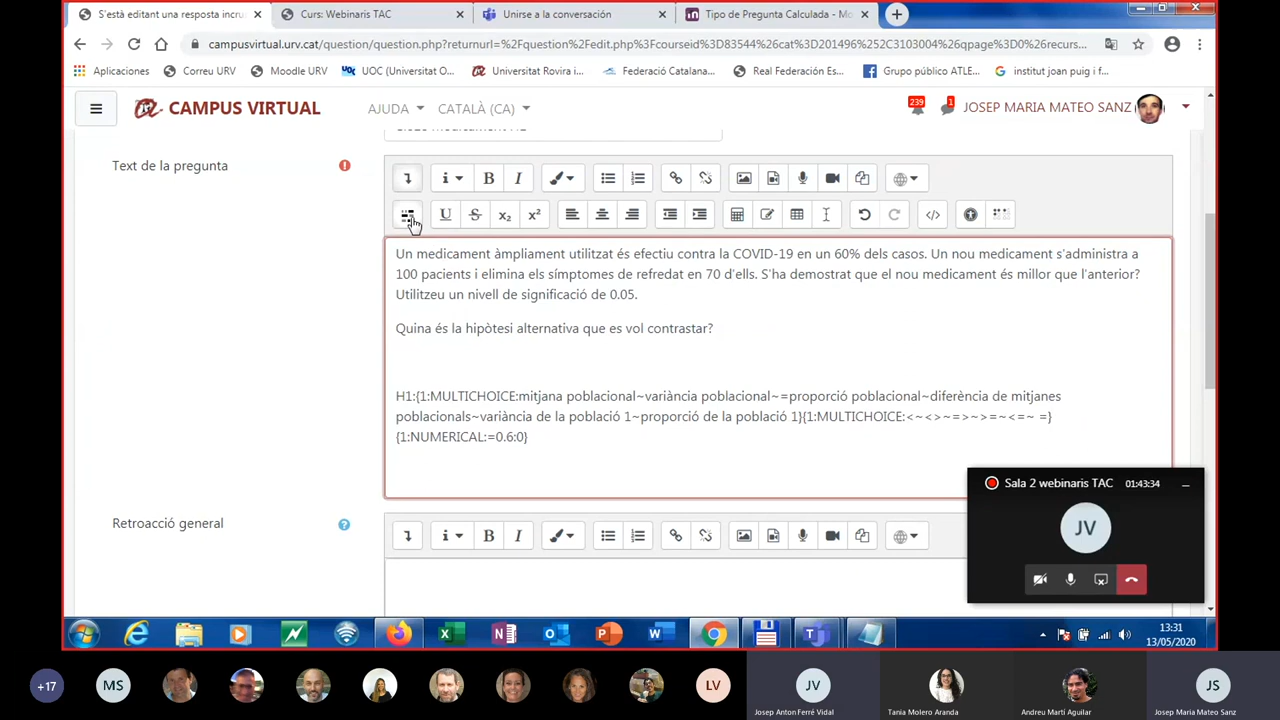 S'està editant una resposta incru
Curs: Webinaris TAC
Unirse a la conversación
Tipo de Pregunta Calculada - Mo
campusvirtual.urv.cat/question/question.php?returnurl=%2Fquestion%2Fedit.php%3Fcourseid%3D83544%26cat%3D201496%252C3103004%26qpage%3D0%26recurs...
Aplicaciones
Correu URV
Moodle URV
UOC (Universitat O...
Universitat Rovira i...
Federació Catalana...
Real Federación Es...
Grupo público ATLE...
institut joan puig i f...
CAMPUS VIRTUAL
AJUDA
CATALÀ (CA)
239
1
JOSEP MARIA MATEO SANZ
Text de la pregunta
Un medicament àmpliament utilitzat és efectiu contra la COVID-19 en un 60% dels casos. Un nou medicament s'administra a
100 pacients i elimina els símptomes de refredat en 70 d'ells. S'ha demostrat que el nou medicament és millor que l'anterior?
Utilitzeu un nivell de significació de 0.05.
Quina és la hipòtesi alternativa que es vol contrastar?
H1:{1:MULTICHOICE:mitjana poblacional~variància poblacional~=proporció poblacional~diferència de mitjanes
poblacionals~variància de la població 1~proporció de la població 1}{1:MULTICHOICE:<~<>~=>~>=~<=~ =}
{1:NUMERICAL:=0.6:0}
Sala 2 webinaris TAC
01:43:34
JV
Retroacció general
13:31
13/05/2020
+17
MS
LV
JV
JS
Josep Anton Ferré Vidal
Tania Molero Aranda
Andreu Martí Aguilar
Josep Maria Mateo Sanz